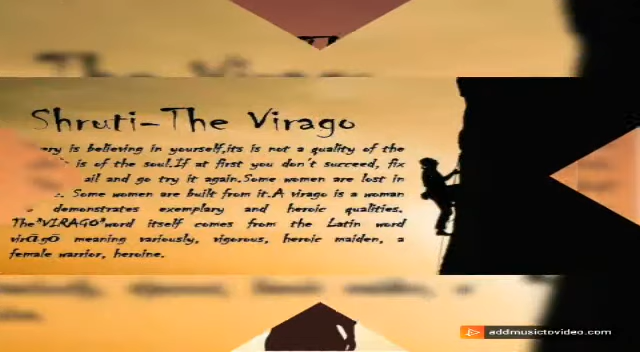 Shruti-The Virago
is believing in yourself,its is not a quality of the
is of the soul.If at first you don't succeed, fix
ail and go try it again.Some women are lost in
Some women are built from it.A virago is a woman
demonstrates exemplary and heroic qualities.
The"VIRAGO"word itself comes from the Latin word
virāgō meaning variously, vigorous, heroic maiden, a
female warrior, heroine.
addmusictovideo.com